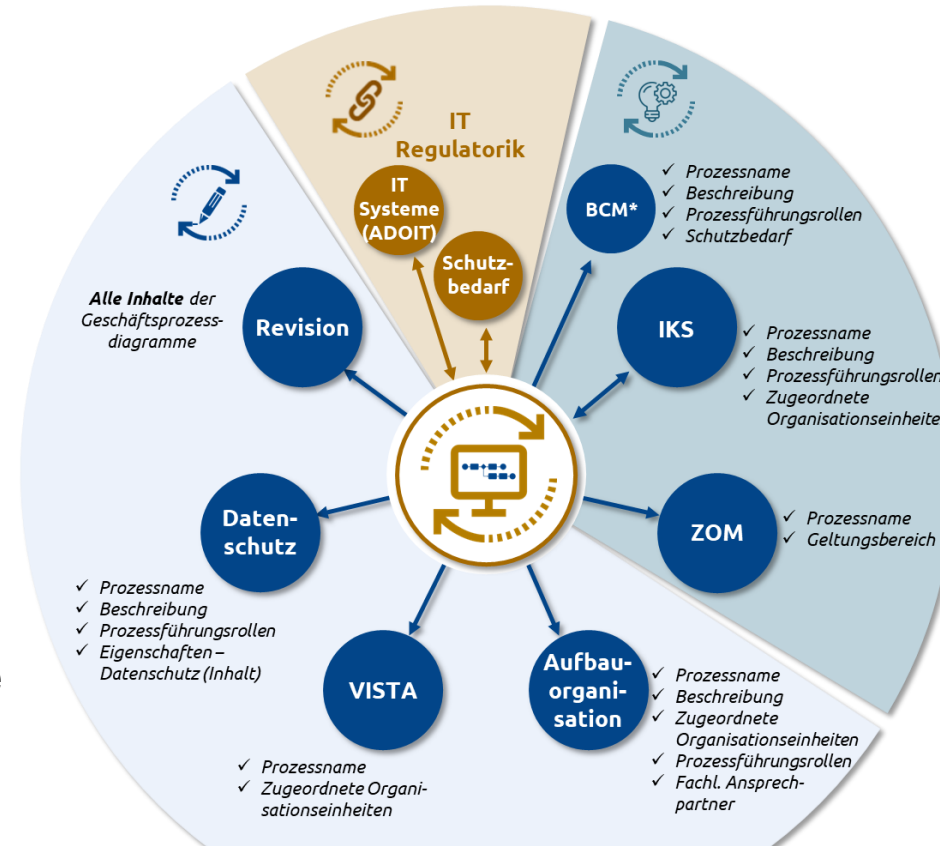 IT
Regulatorik
IT
Systeme
(ADOIT)
Schutz-
bedarf
BCM*
✓ Prozessname
✓ Beschreibung
✓ Prozessführungsrollen
✓ Schutzbedarf
Alle Inhalte der
Geschäftsprozess-
diagramme
Revision
IKS
✓ Prozessname
✓ Beschreibung
✓ Prozessführungsrollen
✓ Zugeordnete
Organisationseinheite
Daten-
schutz
✓ Prozessname
✓ Beschreibung
✓ Prozessführungsrollen
✓ Eigenschaften –
Datenschutz (Inhalt)
ZOM
✓ Prozessname
✓ Geltungsbereich
VISTA
✓ Prozessname
✓ Zugeordnete Organi-
sationseinheiten
Aufbau-
organi-
sation
✓ Prozessname
✓ Beschreibung
✓ Zugeordnete
Organisationseinheiten
✓ Prozessführungsrollen
✓ Fachl. Ansprech-
partner